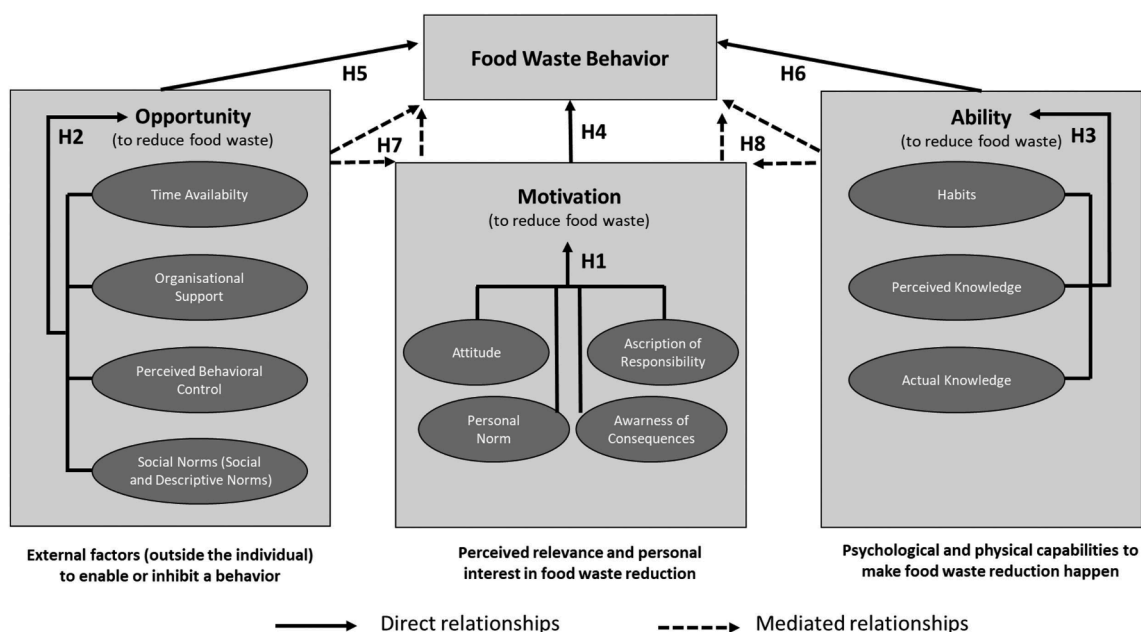 Food Waste Behavior
H5
H6
Opportunity
(to reduce food waste)
H2
Time Availabilty
Organisational
Support
Perceived Behavioral
Control
Social Norms (Social
and Descriptive Norms)
H7
H4
H8
Motivation
(to reduce food waste)
H1
Attitude
Ascription of
Responsibility
Personal
Norm
Awarness of
Consequences
Ability
(to reduce food waste)
H3
Habits
Perceived Knowledge
Actual Knowledge
External factors (outside the individual)
to enable or inhibit a behavior
Perceived relevance and personal
interest in food waste reduction
Psychological and physical capabilities to
make food waste reduction happen
Direct relationships
Mediated relationships